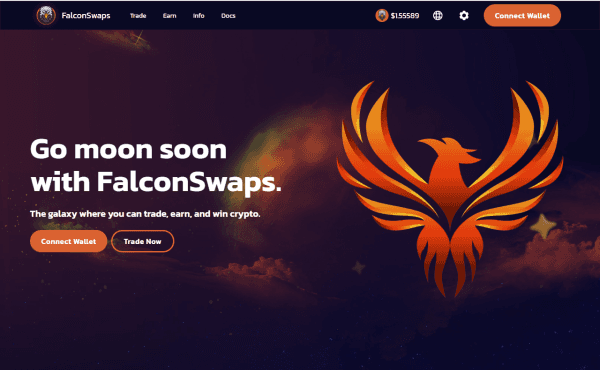 FalconSwaps
Trade
Earn
Info
Docs
$1.55589
Connect Wallet
Go moon soon
with FalconSwaps.
The galaxy where you can trade, earn, and win crypto.
Connect Wallet
Trade Now